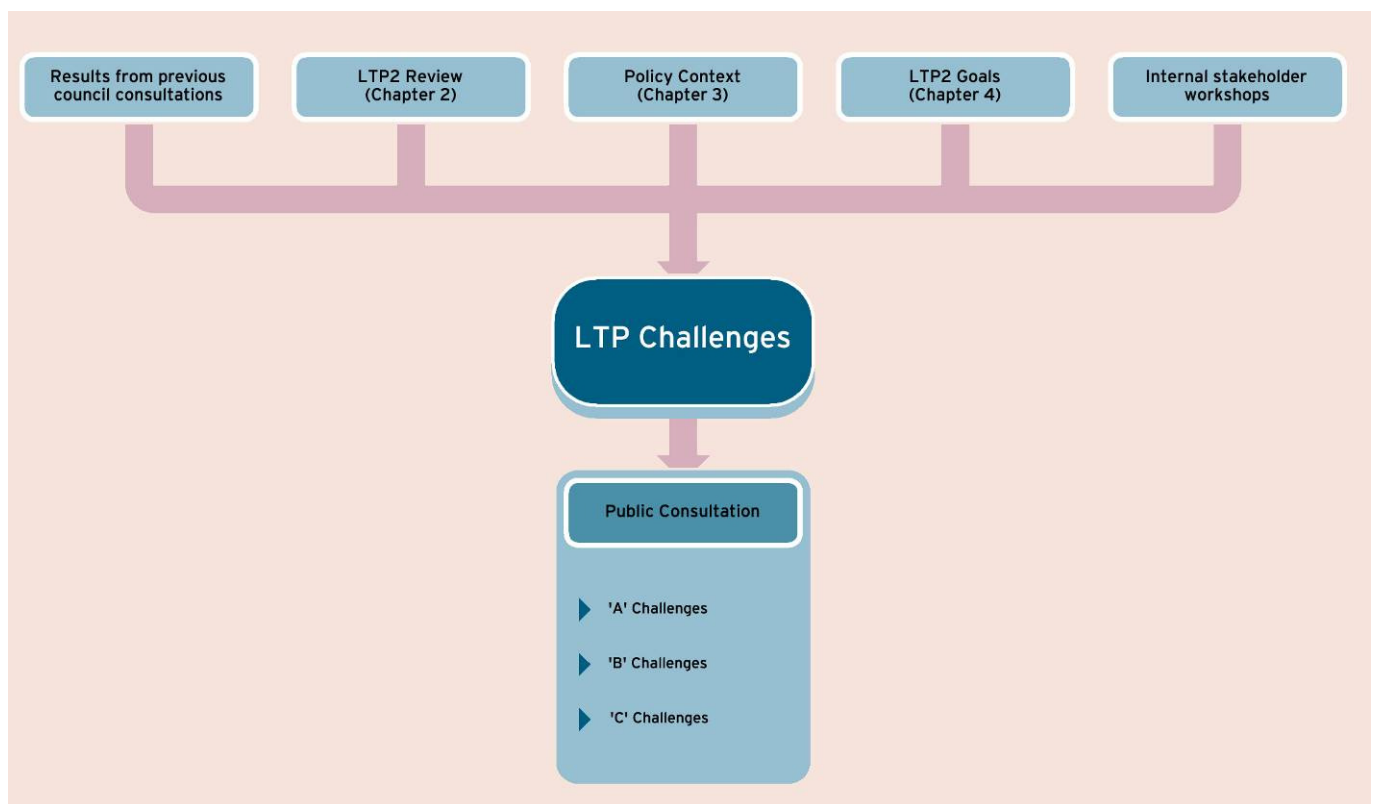 Results from previous
council consultations
LTP2 Review
(Chapter 2)
Policy Context
(Chapter 3)
LTP2 Goals
(Chapter 4)
Internal stakeholder
workshops
LTP Challenges
Public Consultation
'A' Challenges
'B' Challenges
'C' Challenges